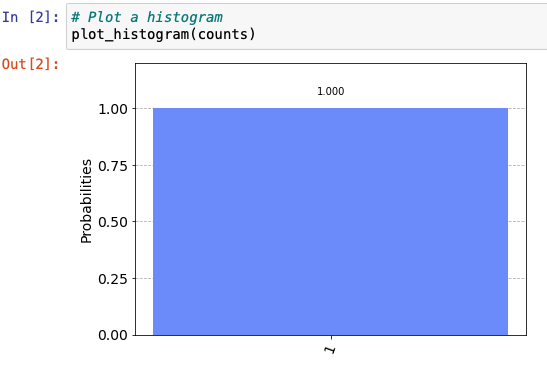 In [2]: # Plot a histogram
plot_histogram(counts)
Out[2]:
1.000
1.00
0.75
0.50
0.25
0.00
Probabilities
1